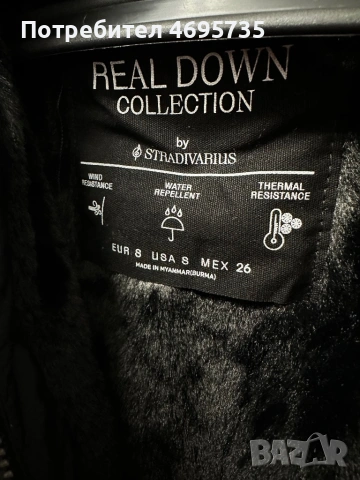 Потребител 4695735
REAL DOWN
COLLECTION
by
STRADIVARIUS
WIND
RESISTANCE
WATER
REPELLENT
THERMAL
RESISTANCE
EUR S USA S MEX 26
MADE IN MYANMAR(BURMA)
BAZAR